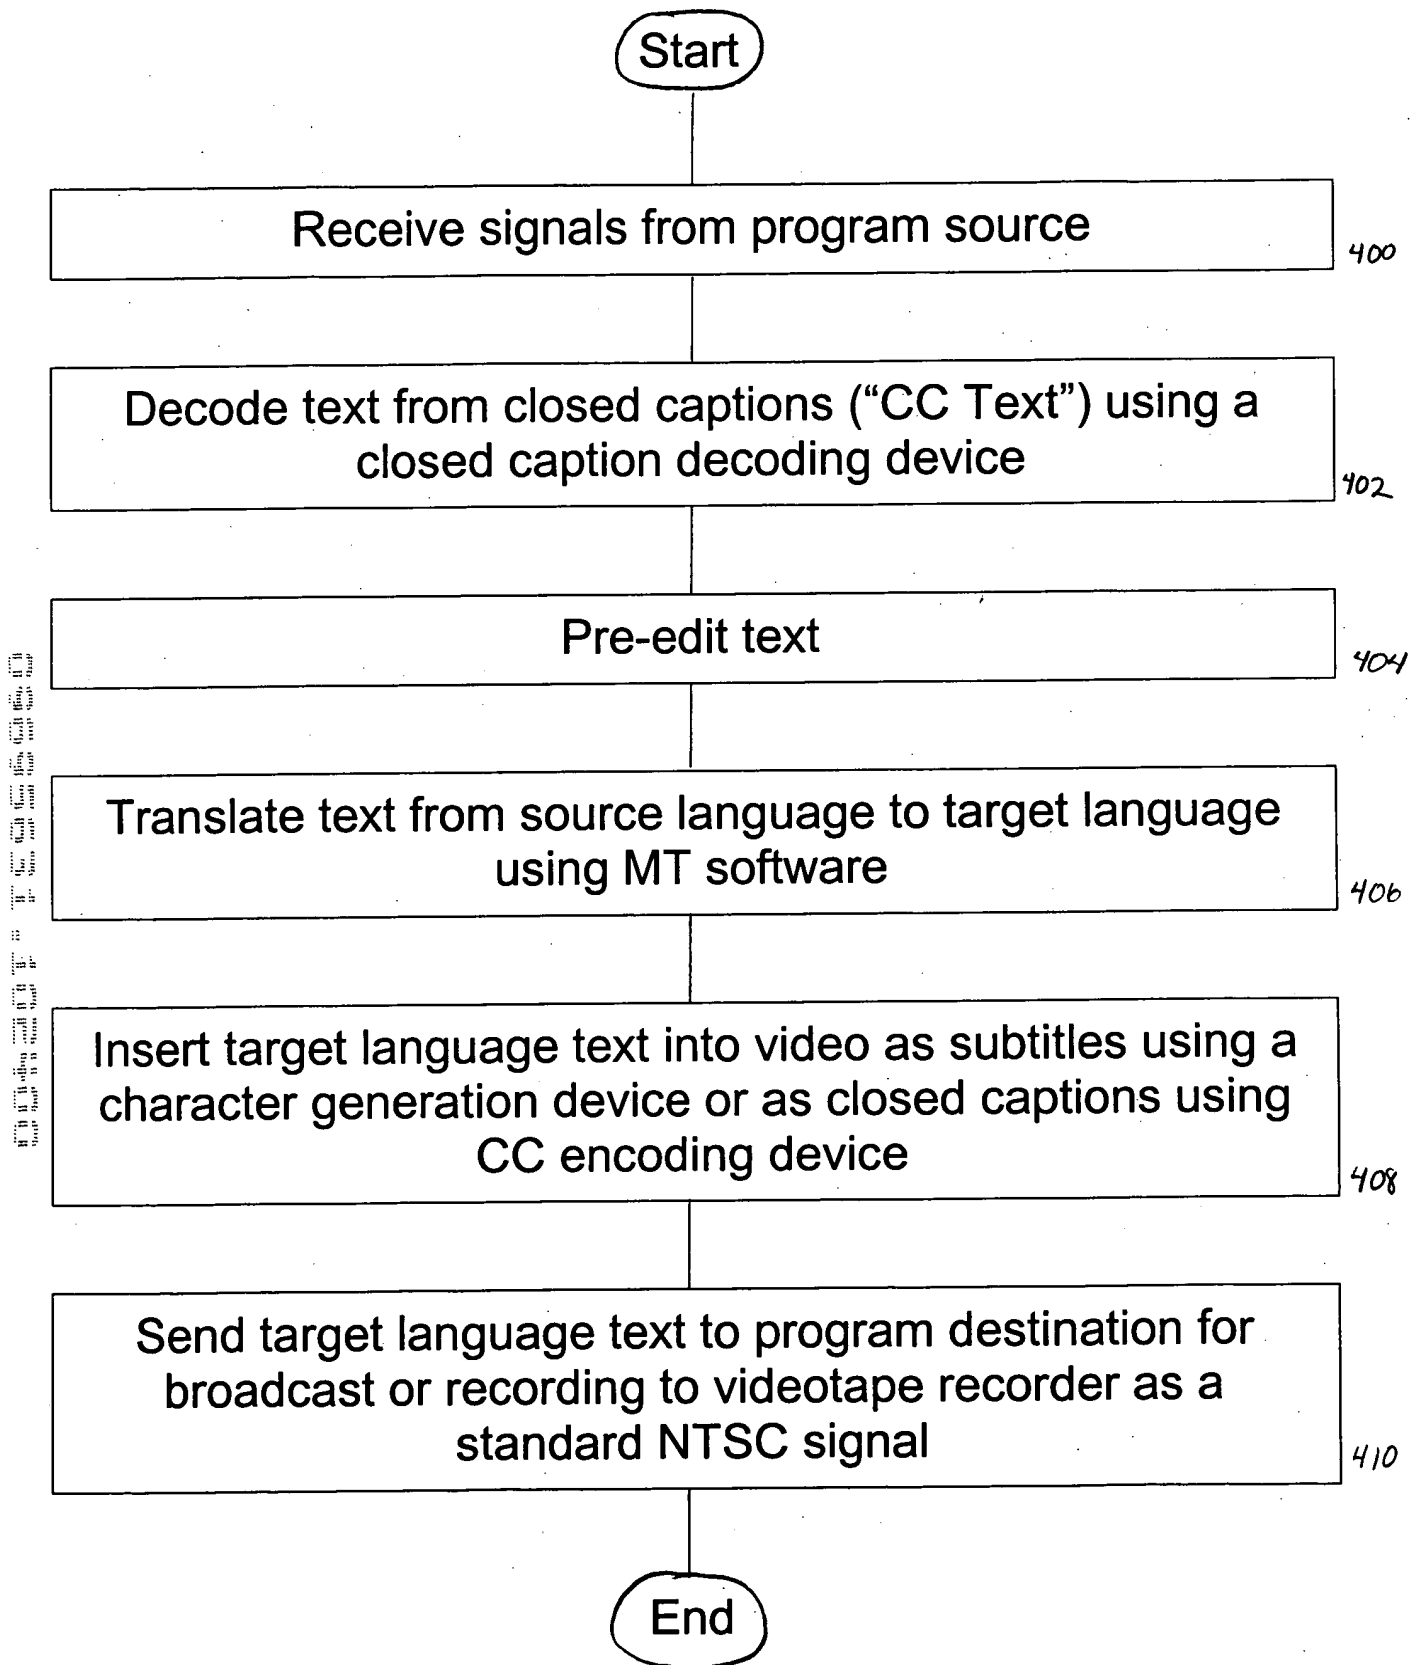 Start
Receive signals from program source
400
Decode text from closed captions (“CC Text”) using a
closed caption decoding device
402
Pre-edit text
404
Translate text from source language to target language
using MT software
406
Insert target language text into video as subtitles using a
character generation device or as closed captions using
CC encoding device
408
Send target language text to program destination for
broadcast or recording to videotape recorder as a
standard NTSC signal
410
End